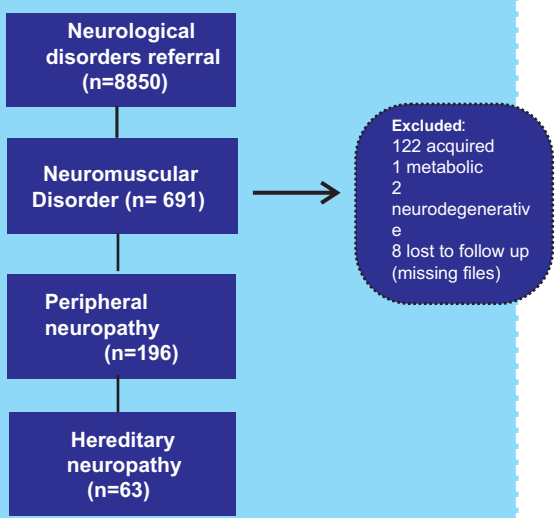 Neurological
disorders referral
(n=8850)
Neuromuscular
Disorder (n= 691)
Excluded:
122 acquired
1 metabolic
2
neurodegenerativ
e
8 lost to follow up
(missing files)
Peripheral
neuropathy
(n=196)
Hereditary
neuropathy
(n=63)